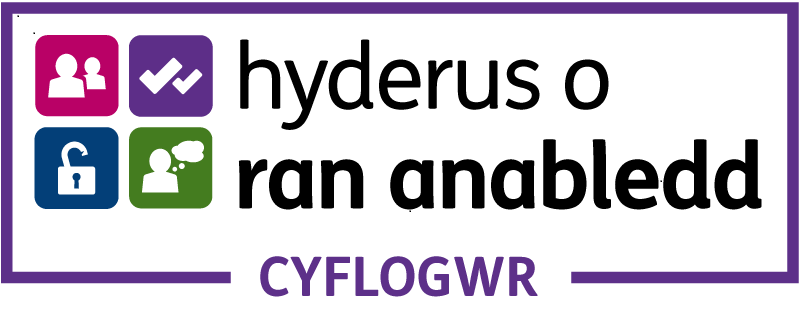 hyderus o
ran anabledd
CYFLOGWR